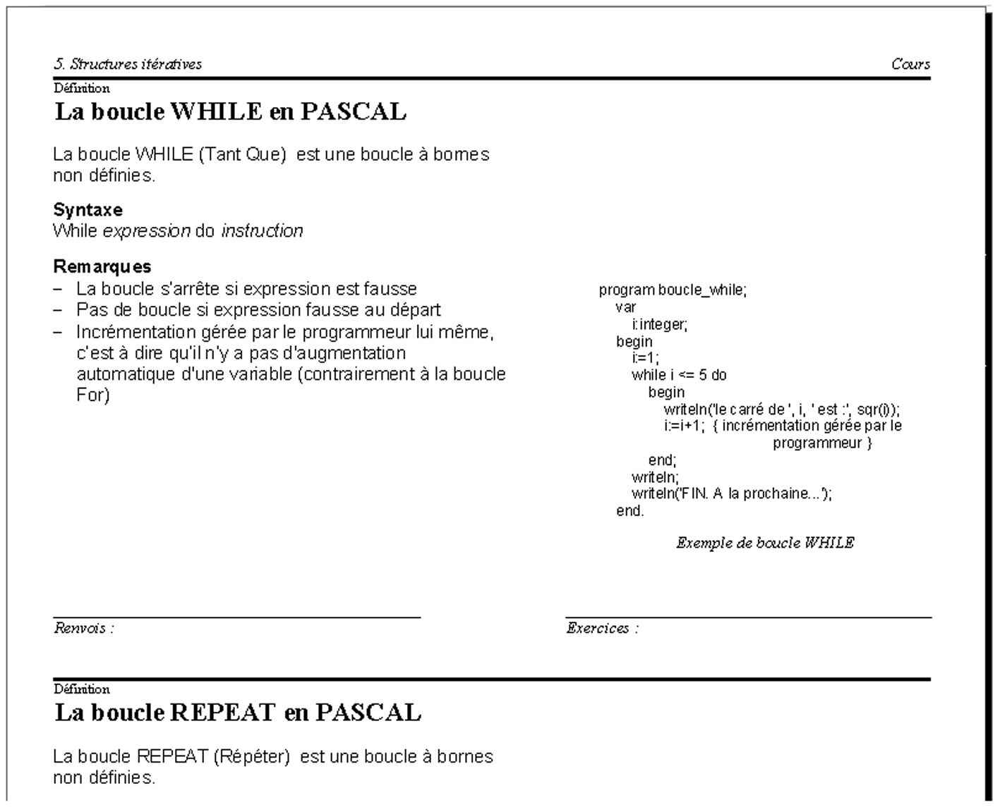 5. Structures itératives
Cours
Définition
La boucle WHILE en PASCAL
La boucle WHILE (Tant Que) est une boucle à bornes
non définies.
Syntaxe
While expression do instruction
Remarques
– La boucle s'arrête si expression est fausse
– Pas de boucle si expression fausse au départ
– Incrémentation gérée par le programmeur lui même,
c'est à dire qu'il n'y a pas d'augmentation
automatique d'une variable (contrairement à la boucle
For)
program boucle_while;
var
i:integer;
begin
i:=1;
while i <= 5 do
begin
writeln('le carré de ', i, ' est :', sqr(i));
i:=i+1; { incrémentation gérée par le
programmeur }
end;
writeln;
writeln('FIN. A la prochaine...');
end.
Exemple de boucle WHILE
Renvois :
Exercices :
Définition
La boucle REPEAT en PASCAL
La boucle REPEAT (Répéter) est une boucle à bornes
non définies.